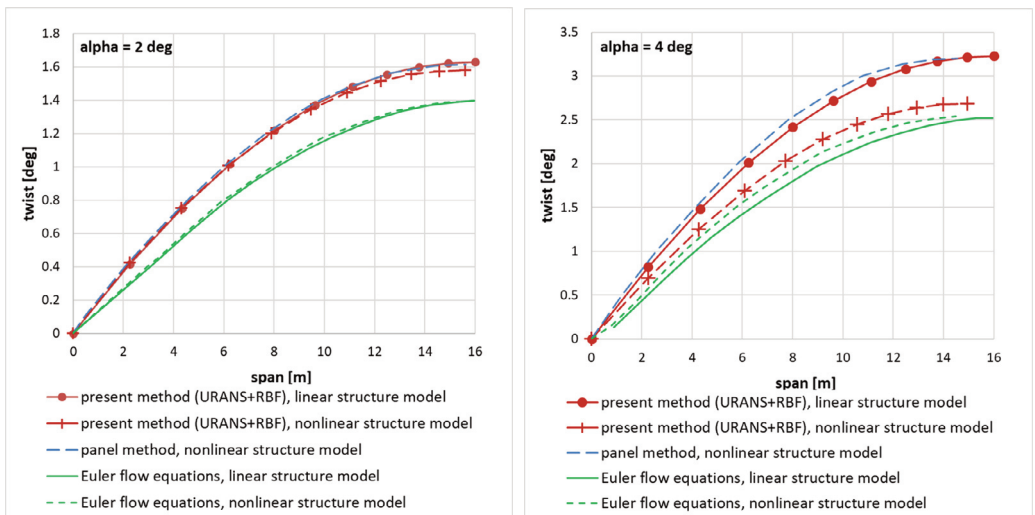 alpha = 2 deg
1.8
1.6
1.4
1.2
1
0.8
0.6
0.4
0.2
0
twist [deg]
0 2 4 6 8 10 12 14 16
span [m]
present method (URANS+RBF), linear structure model
present method (URANS+RBF), nonlinear structure model
panel method, nonlinear structure model
Euler flow equations, linear structure model
Euler flow equations, nonlinear structure model
alpha = 4 deg
3.5
3
2.5
2
1.5
1
0.5
0
twist [deg]
0 2 4 6 8 10 12 14 16
span [m]
present method (URANS+RBF), linear structure model
present method (URANS+RBF), nonlinear structure model
panel method, nonlinear structure model
Euler flow equations, linear structure model
Euler flow equations, nonlinear structure model